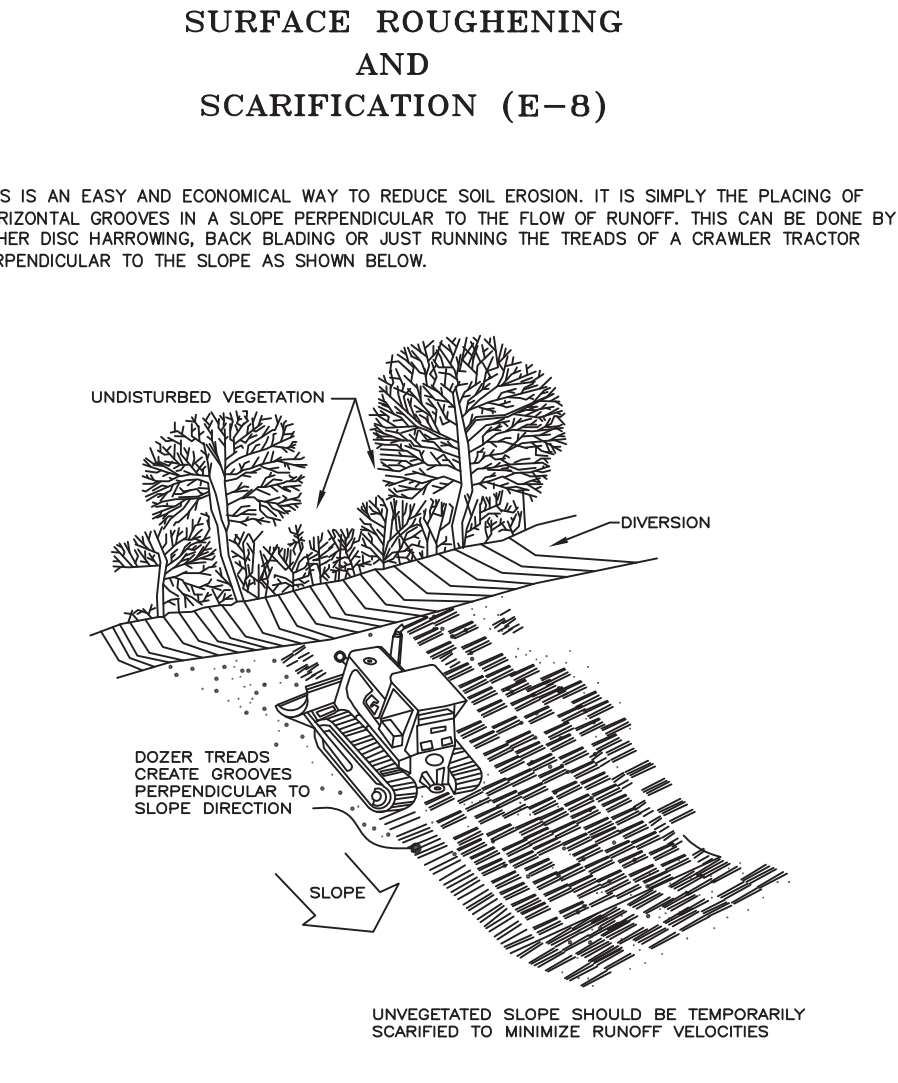 SURFACE ROUGHENING
AND
SCARIFICATION (E-8)
S IS AN EASY AND ECONOMICAL WAY TO REDUCE SOIL EROSION. IT IS SIMPLY THE PLACING OF
RIZONTAL GROOVES IN A SLOPE PERPENDICULAR TO THE FLOW OF RUNOFF. THIS CAN BE DONE BY
HER DISC HARROWING, BACK BLADING OR JUST RUNNING THE TREADS OF A CRAWLER TRACTOR
RPENDICULAR TO THE SLOPE AS SHOWN BELOW.
UNDISTURBED VEGETATION
DIVERSION
DOZER TREADS
CREATE GROOVES
PERPENDICULAR TO
SLOPE DIRECTION
SLOPE
UNVEGETATED SLOPE SHOULD BE TEMPORARILY
SCARIFIED TO MINIMIZE RUNOFF VELOCITIES